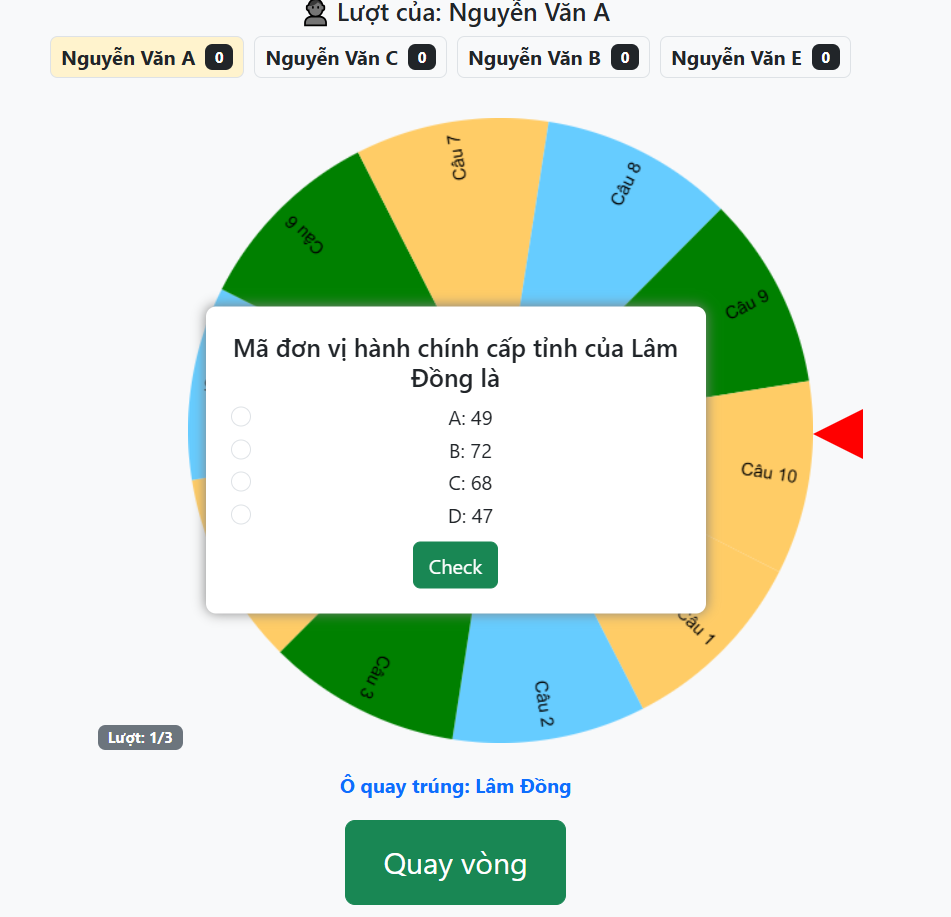 Lượt của: Nguyễn Văn A
Nguyễn Văn A 0 Nguyễn Văn C 0 Nguyễn Văn B 0 Nguyễn Văn E 0
Câu 7
Câu 8
Câu 6
Câu 9
Mã đơn vị hành chính cấp tỉnh của Lâm
Đồng là
A: 49
B: 72
C: 68
D: 47
Check
Câu 10
Câu 1
Câu 3
Câu 2
Lượt: 1/3
Ô quay trúng: Lâm Đồng
Quay vòng